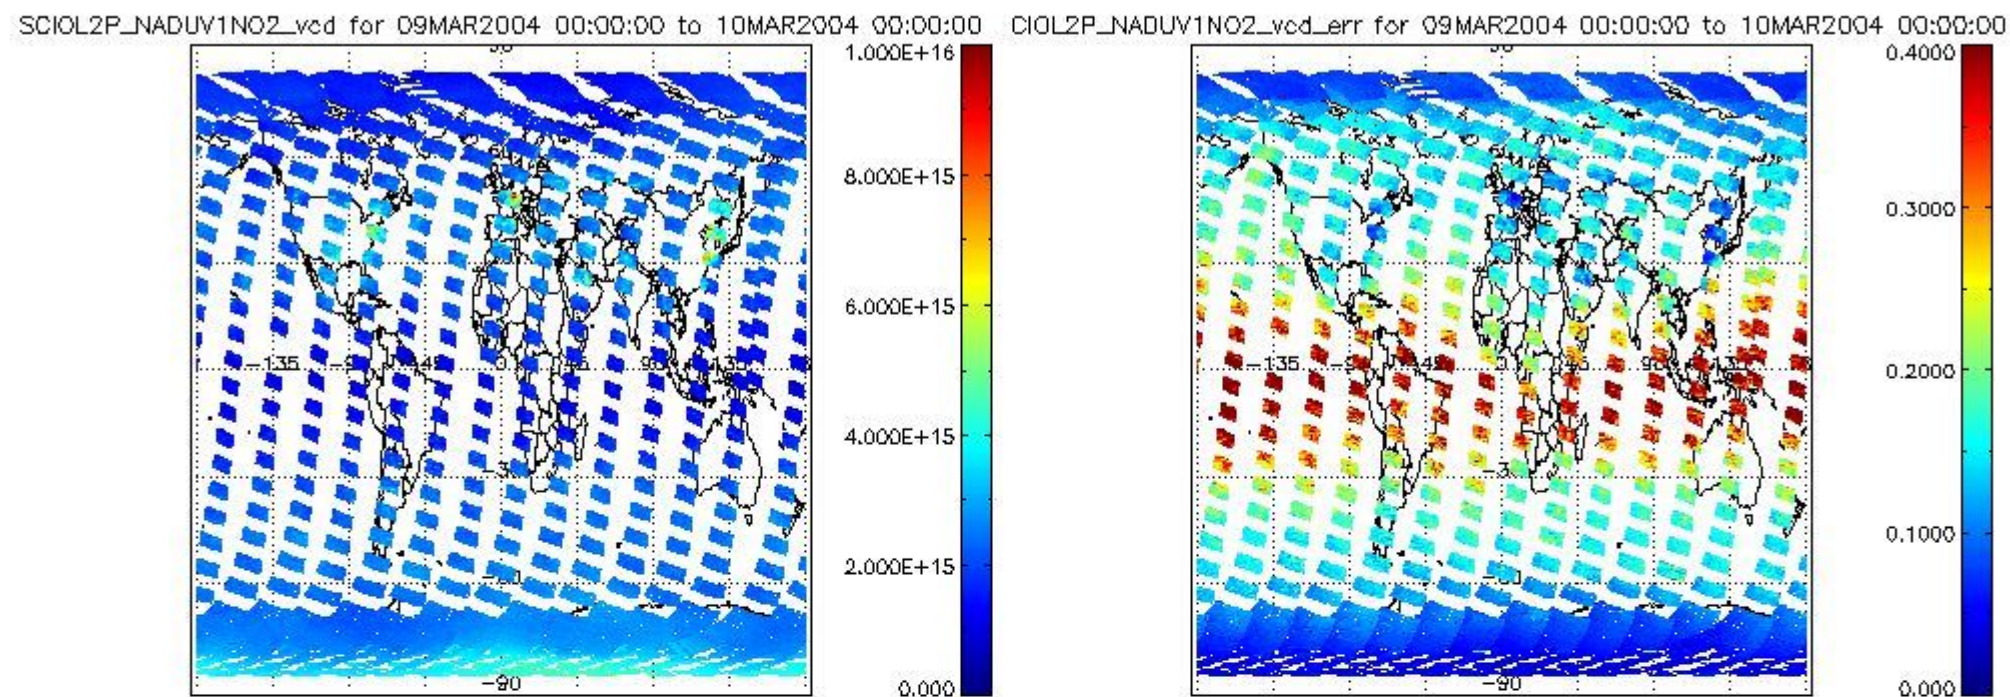 SCIOL2P_NADUV1NO2_vcd for 09MAR2004 00:00:00 to 10MAR2004 00:00:00
1.000E+16
8.000E+15
6.000E+15
4.000E+15
2.000E+15
0.000
-135
45
-90
CIOL2P_NADUV1NO2_vcd_err for 09MAR2004 00:00:00 to 10MAR2004 00:00:00
0.4000
0.3000
0.2000
0.1000
0.000
-135
-90